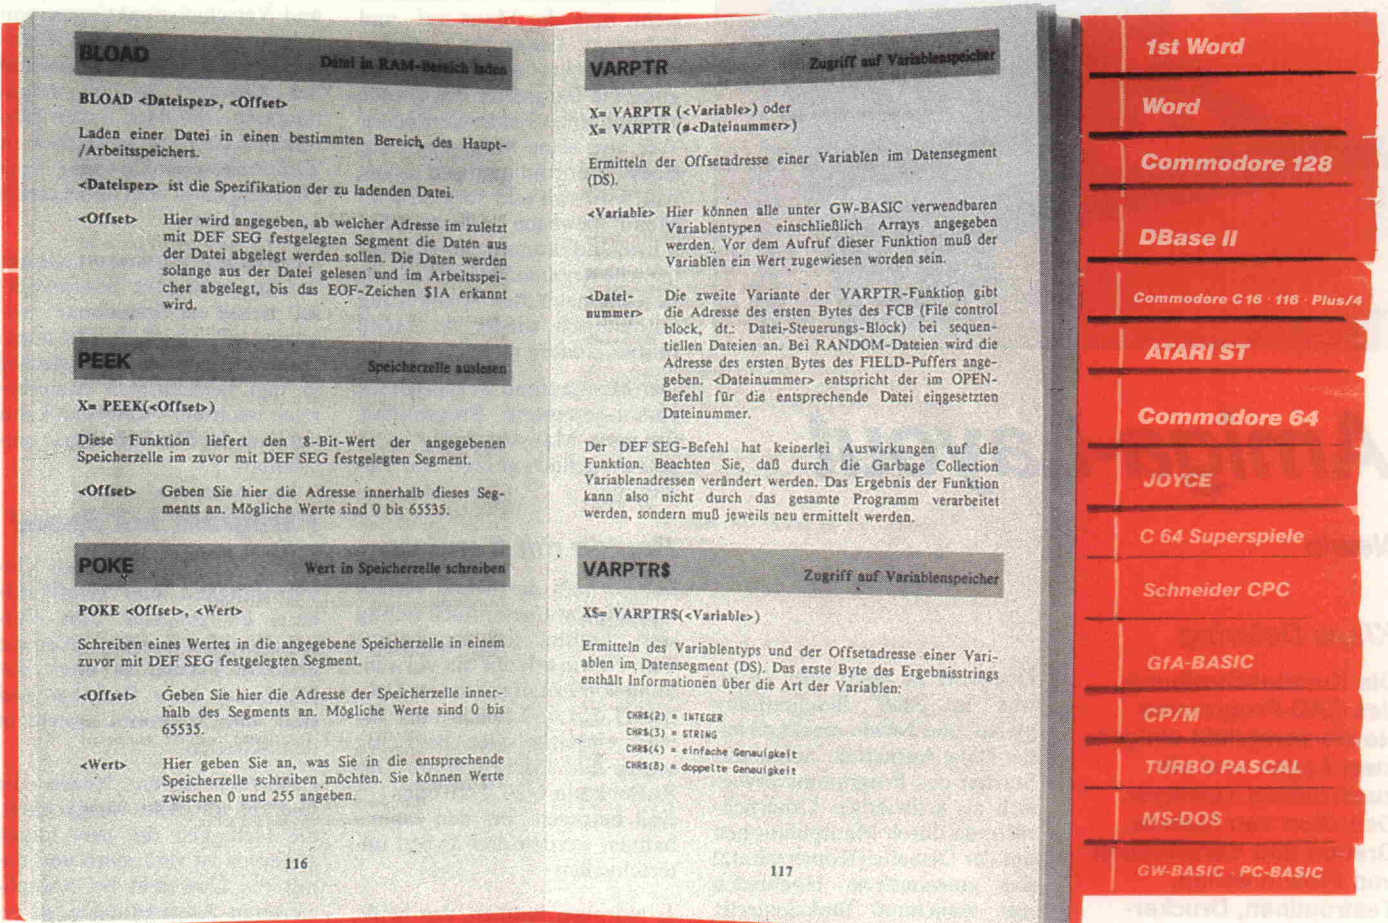 BLOAD
Datei in RAM-Bereich laden
BLOAD <Dateispez>, <Offset>
Laden einer Datei in einen bestimmten Bereich des Haupt-
/Arbeitsspeichers.
<Dateispez> ist die Spezifikation der zu ladenden Datei.
<Offset> Hier wird angegeben, ab welcher Adresse im zuletzt
mit DEF SEG festgelegten Segment die Daten aus
der Datei abgelegt werden sollen. Die Daten werden
solange aus der Datei gelesen und im Arbeitsspei-
cher abgelegt, bis das EOF-Zeichen $1A erkannt
wird.
PEEK
Speicherzelle auslesen
X= PEEK(<Offset>)
Diese Funktion liefert den 8-Bit-Wert der angegebenen
Speicherzelle im zuvor mit DEF SEG festgelegten Segment.
<Offset> Geben Sie hier die Adresse innerhalb dieses Seg-
ments an. Mögliche Werte sind 0 bis 65535.
POKE
Wert in Speicherzelle schreiben
POKE <Offset>, <Wert>
Schreiben eines Wertes in die angegebene Speicherzelle in einem
zuvor mit DEF SEG festgelegten Segment.
<Offset> Geben Sie hier die Adresse der Speicherzelle inner-
halb des Segments an. Mögliche Werte sind 0 bis
65535.
<Wert> Hier geben Sie an, was Sie in die entsprechende
Speicherzelle schreiben möchten. Sie können Werte
zwischen 0 und 255 angeben.
116
VARPTR
Zugriff auf Variablenspeicher
X= VARPTR (<Variable>) oder
X= VARPTR (#<Dateinummer>)
Ermitteln der Offsetadresse einer Variablen im Datensegment
(DS).
<Variable> Hier können alle unter GW-BASIC verwendbaren
Variablentypen einschließlich Arrays angegeben
werden. Vor dem Aufruf dieser Funktion muß der
Variablen ein Wert zugewiesen worden sein.
<Datei- Die zweite Variante der VARPTR-Funktion gibt
nummer> die Adresse des ersten Bytes des FCB (File control
block, dt.: Datei-Steuerungs-Block) bei sequen-
tiellen Dateien an. Bei RANDOM-Dateien wird die
Adresse des ersten Bytes des FIELD-Puffers ange-
geben. <Dateinummer> entspricht der im OPEN-
Befehl für die entsprechende Datei eingesetzten
Dateinummer.
Der DEF SEG-Befehl hat keinerlei Auswirkungen auf die
Funktion. Beachten Sie, daß durch die Garbage Collection
Variablenadressen verändert werden. Das Ergebnis der Funktion
kann also nicht durch das gesamte Programm verarbeitet
werden, sondern muß jeweils neu ermittelt werden.
VARPTR$
Zugriff auf Variablenspeicher
X$= VARPTR$(<Variable>)
Ermitteln des Variablentyps und der Offsetadresse einer Vari-
ablen im Datensegment (DS). Das erste Byte des Ergebnisstrings
enthält Informationen über die Art der Variablen:
CHR$(2) = INTEGER
CHR$(3) = STRING
CHR$(4) = einfache Genauigkeit
CHR$(8) = doppelte Genauigkeit
117
1st Word
Word
Commodore 128
DBase II
Commodore C16 · 116 · Plus/4
ATARI ST
Commodore 64
JOYCE
C 64 Superspiele
Schneider CPC
GfA-BASIC
CP/M
TURBO PASCAL
MS-DOS
GW-BASIC · PC-BASIC